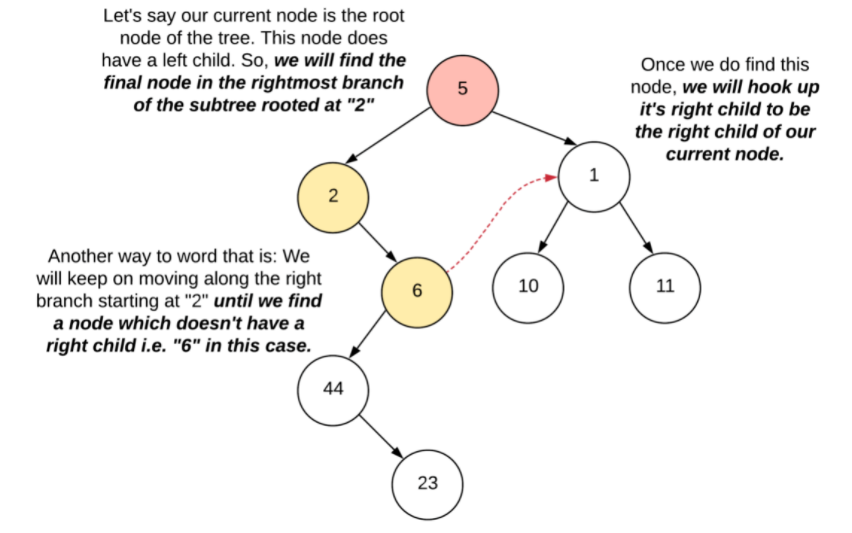 Let's say our current node is the root
node of the tree. This node does
have a left child. So, we will find the
final node in the rightmost branch
of the subtree rooted at "2"
5
Once we do find this
node, we will hook up
it's right child to be
the right child of our
current node.
1
2
Another way to word that is: We
will keep on moving along the right
branch starting at "2" until we find
a node which doesn't have a
right child i.e. "6" in this case.
6
10
11
44
23